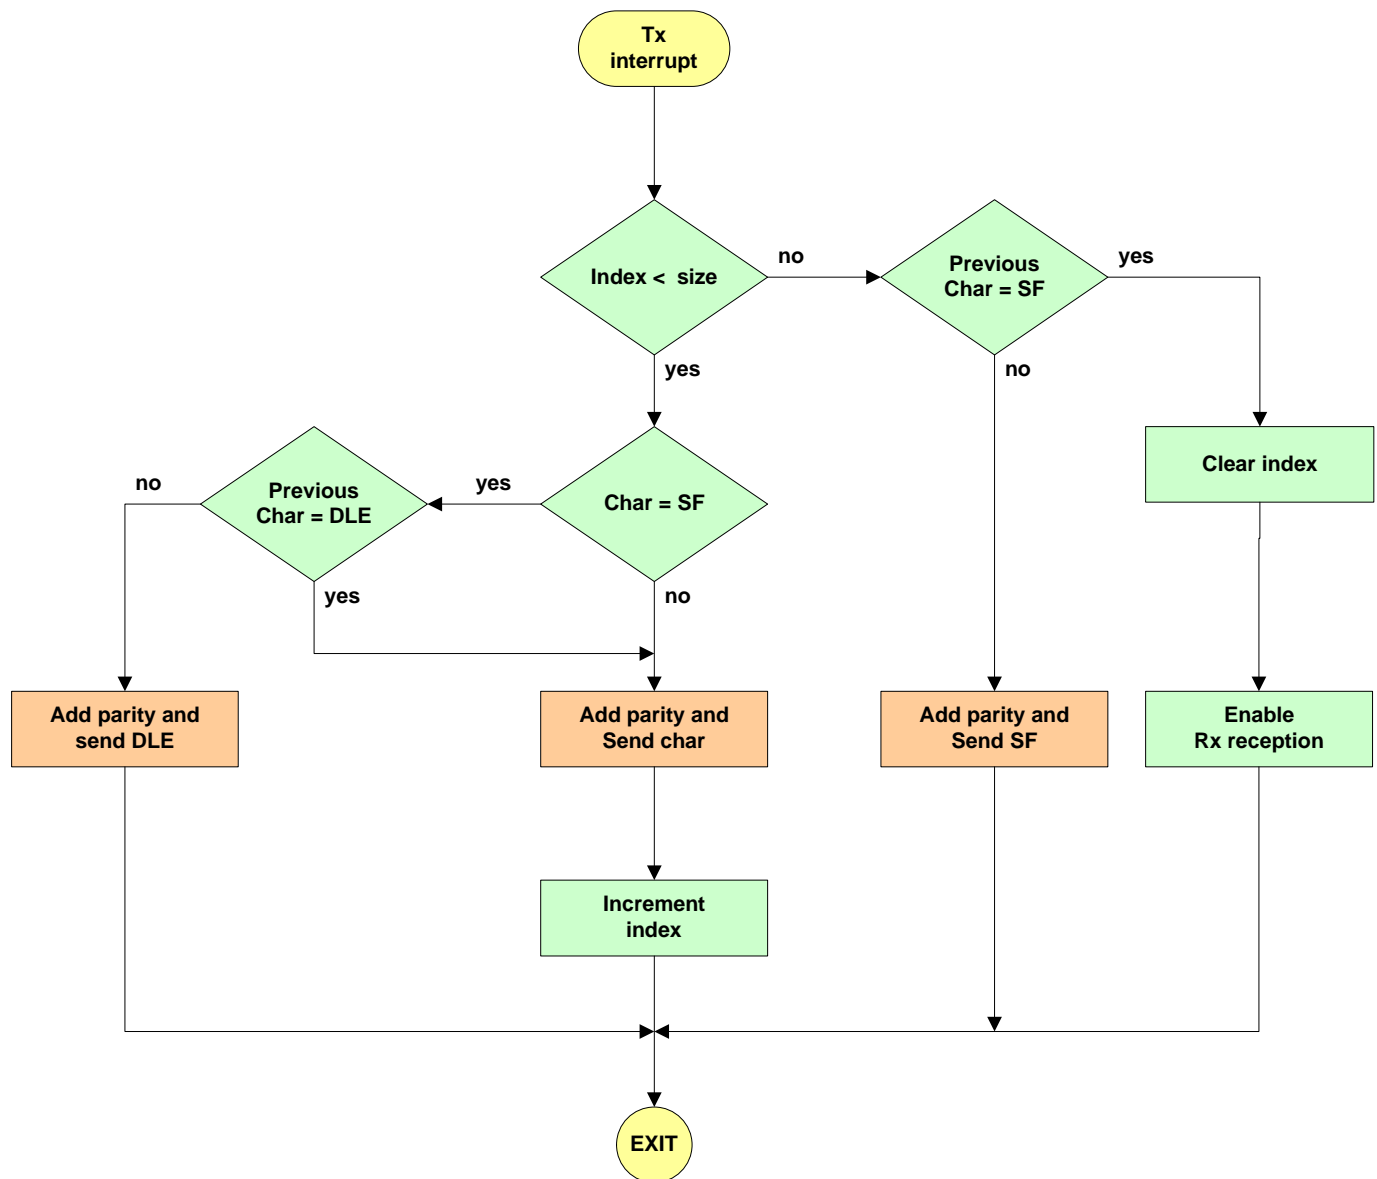 Tx
interrupt
Index <  size
no
Previous
Char = SF
yes
yes
no
no
Previous
Char = DLE
yes
Char = SF
Clear index
yes
no
Add parity and
send DLE
Add parity and
Send char
Add parity and
Send SF
Enable
Rx reception
Increment
index
EXIT